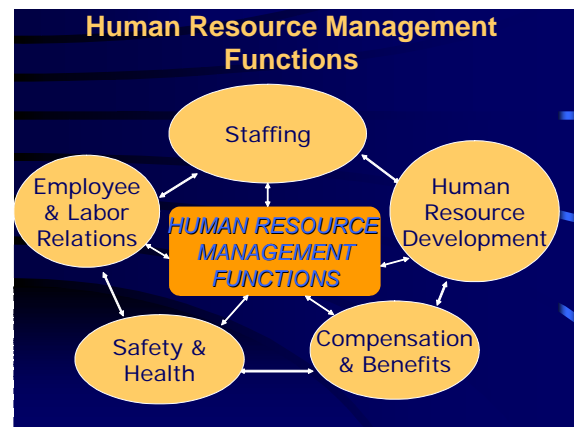 Human Resource Management
Functions
Staffing
Employee
& Labor
Relations
Human
Resource
Development
HUMAN RESOURCE
MANAGEMENT
FUNCTIONS
Safety &
Health
Compensation
& Benefits